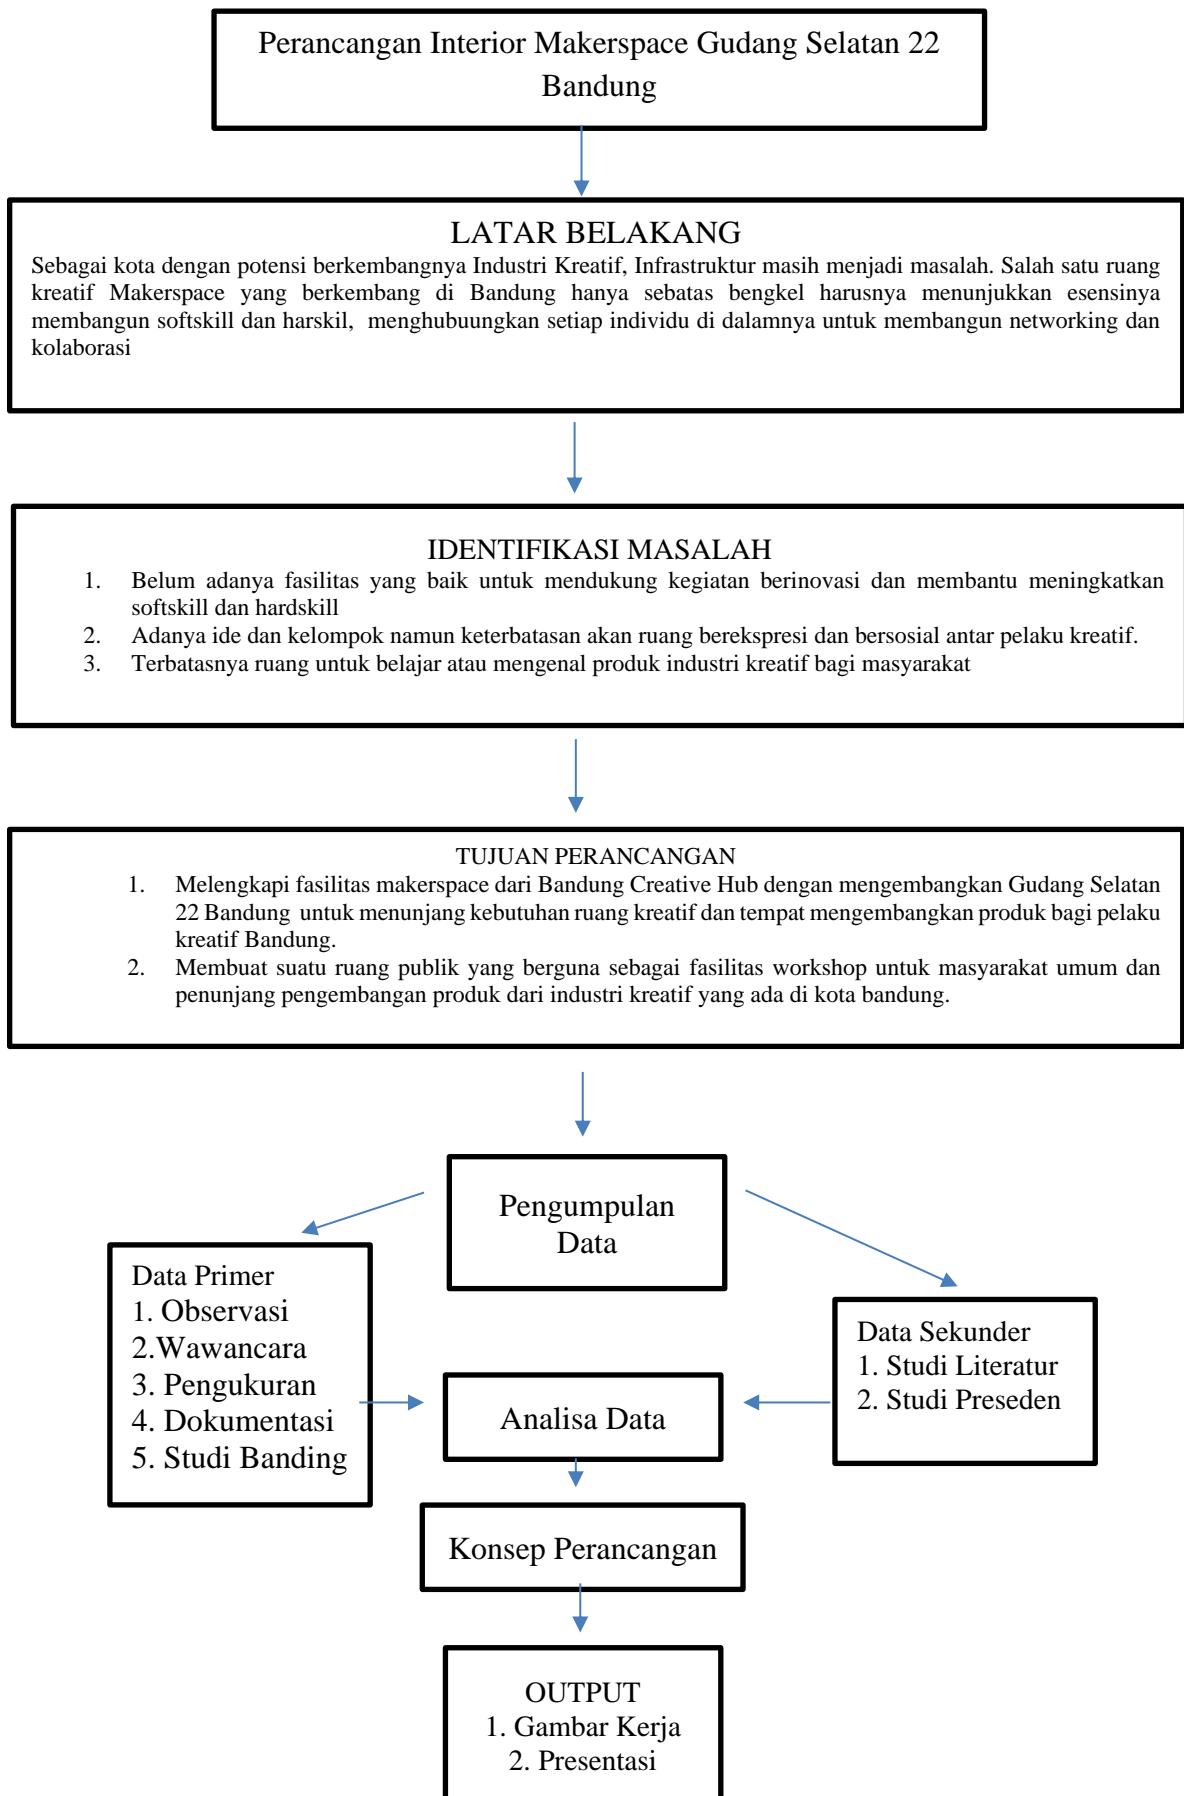 Perancangan Interior Makerspace Gudang Selatan 22
Bandung
LATAR BELAKANG
Sebagai kota dengan potensi berkembangnya Industri Kreatif, Infrastruktur masih menjadi masalah. Salah satu ruang
kreatif Makerspace yang berkembang di Bandung hanya sebatas bengkel harusnya menunjukkan esensinya
membangun softskill dan harskil, menghubuungkan setiap individu di dalamnya untuk membangun networking dan
kolaborasi
IDENTIFIKASI MASALAH
1. Belum adanya fasilitas yang baik untuk mendukung kegiatan berinovasi dan membantu meningkatkan
softskill dan hardskill
2. Adanya ide dan kelompok namun keterbatasan akan ruang berekspresi dan bersosial antar pelaku kreatif.
3. Terbatasnya ruang untuk belajar atau mengenal produk industri kreatif bagi masyarakat
TUJUAN PERANCANGAN
1. Melengkapi fasilitas makerspace dari Bandung Creative Hub dengan mengembangkan Gudang Selatan
22 Bandung untuk menunjang kebutuhan ruang kreatif dan tempat mengembangkan produk bagi pelaku
kreatif Bandung.
2. Membuat suatu ruang publik yang berguna sebagai fasilitas workshop untuk masyarakat umum dan
penunjang pengembangan produk dari industri kreatif yang ada di kota bandung.
Pengumpulan
Data
Data Primer
1. Observasi
2.Wawancara
3. Pengukuran
4. Dokumentasi
5. Studi Banding
Data Sekunder
1. Studi Literatur
2. Studi Preseden
Analisa Data
Konsep Perancangan
OUTPUT
1. Gambar Kerja
2. Presentasi